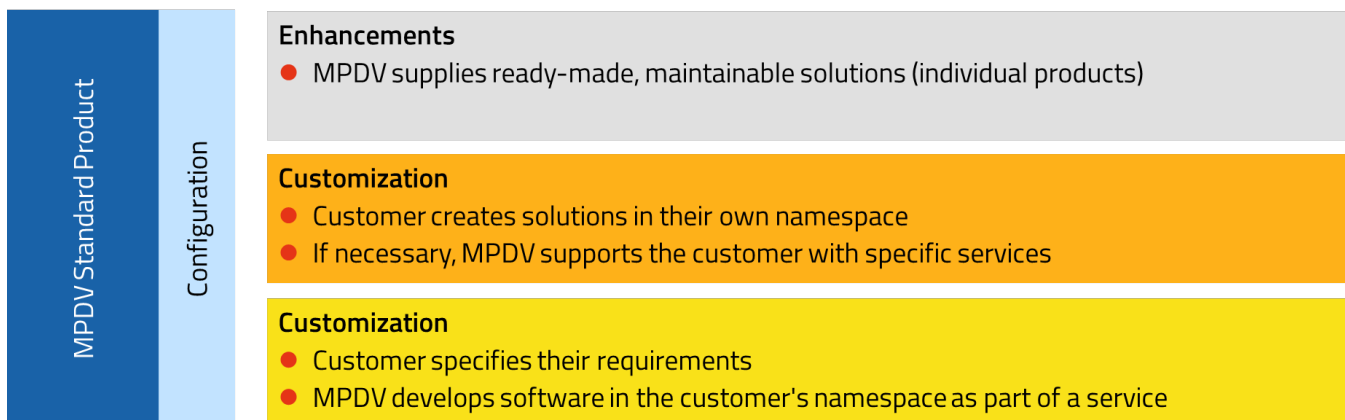 MPDV Standard Product
Configuration
Enhancements
● MPDV supplies ready-made, maintainable solutions (individual products)
Customization
● Customer creates solutions in their own namespace
● If necessary, MPDV supports the customer with specific services
Customization
● Customer specifies their requirements
● MPDV develops software in the customer's namespace as part of a service